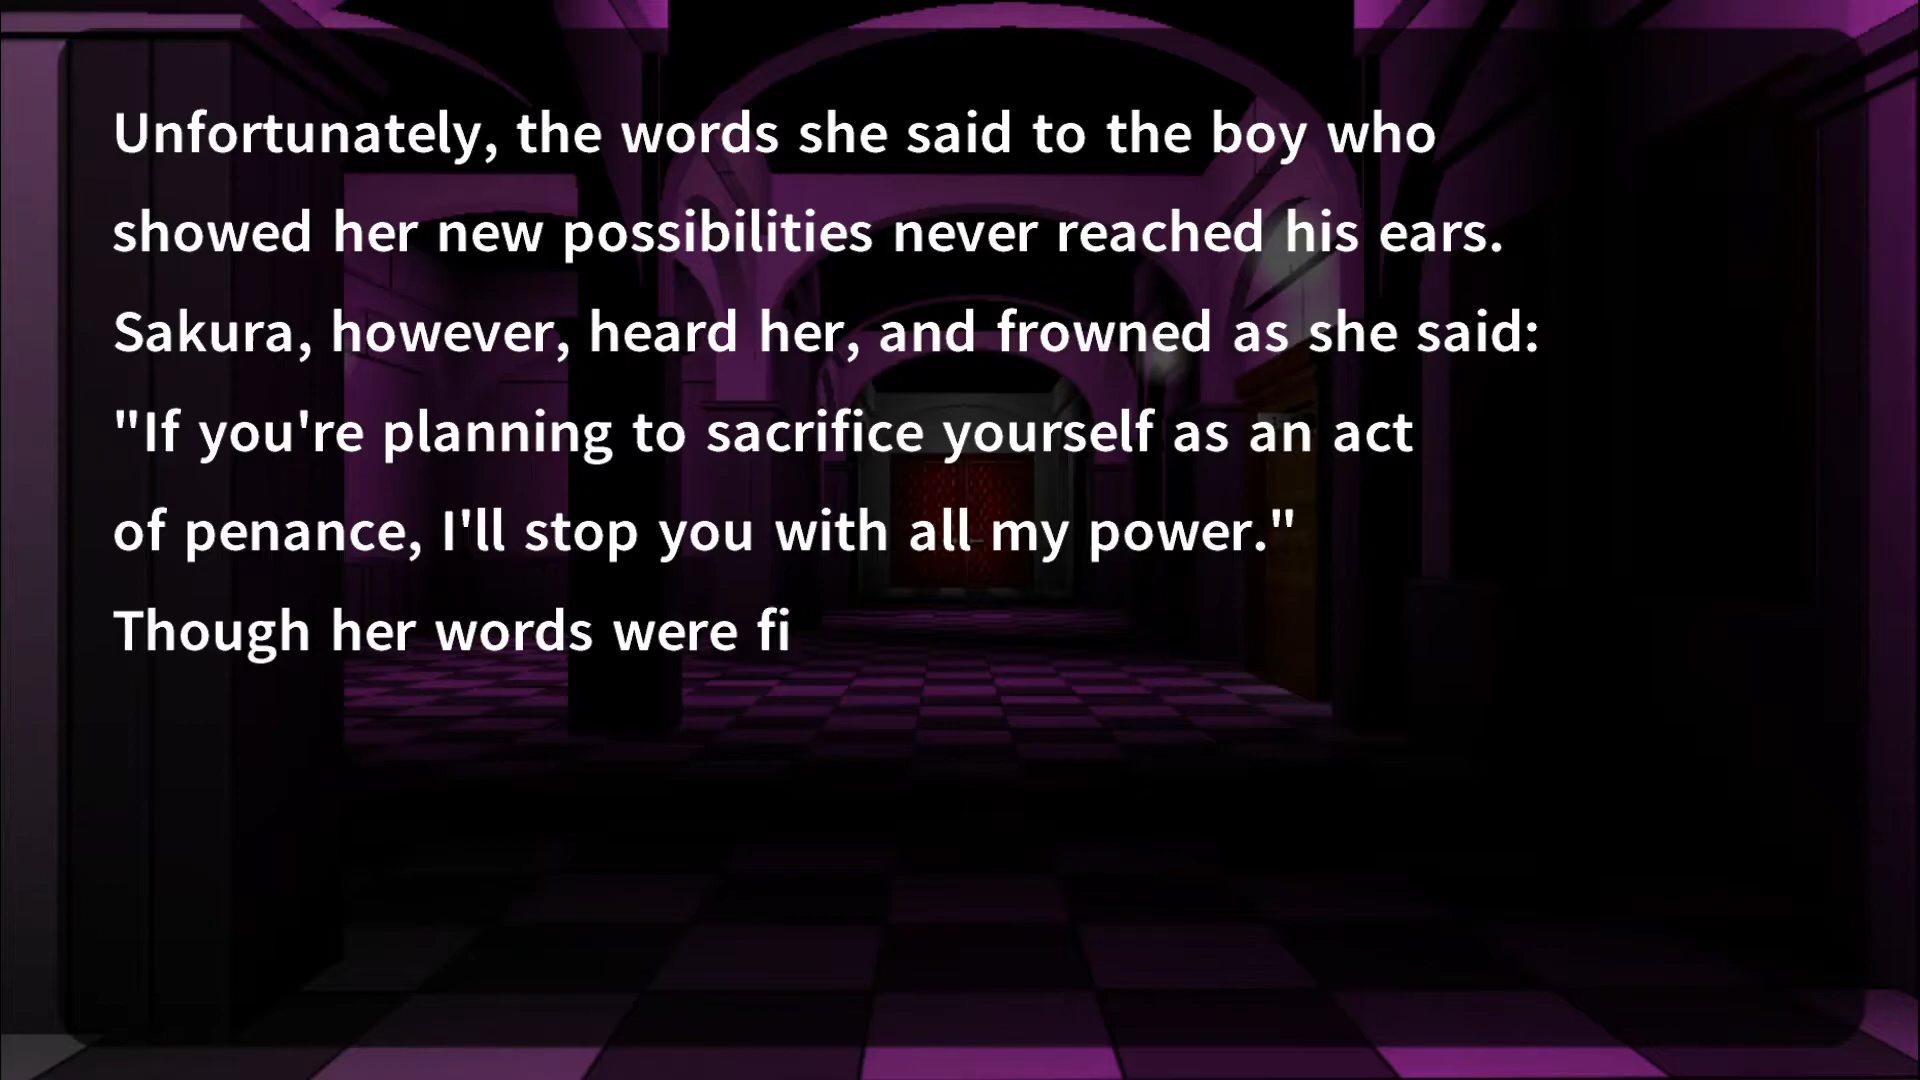 Unfortunately, the words she said to the boy who
showed her new possibilities never reached his ears.
Sakura, however, heard her, and frowned as she said:
"If you're planning to sacrifice yourself as an act
of penance, I'll stop you with all my power."
Though her words were fi